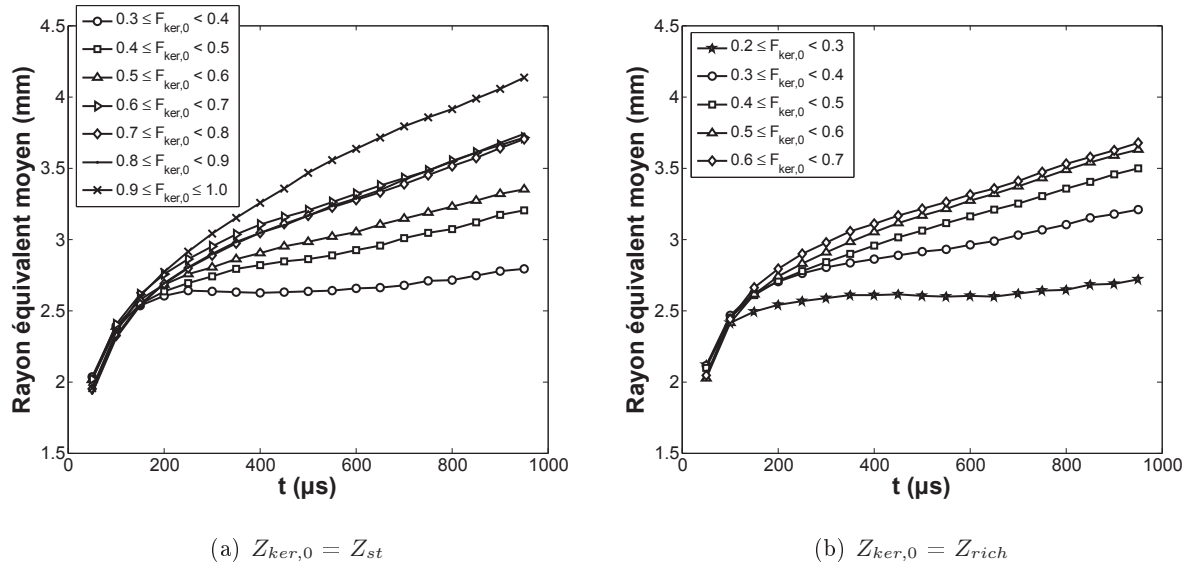 4.5
4
3.5
3
2.5
2
1.5
Rayon équivalent moyen (mm)
0.3 ≤ F_ker,0 < 0.4
0.4 ≤ F_ker,0 < 0.5
0.5 ≤ F_ker,0 < 0.6
0.6 ≤ F_ker,0 < 0.7
0.7 ≤ F_ker,0 < 0.8
0.8 ≤ F_ker,0 < 0.9
0.9 ≤ F_ker,0 ≤ 1.0
0 200 400 600 800 1000
t (µs)
(a) Z_ker,0 = Z_st
4.5
4
3.5
3
2.5
2
1.5
Rayon équivalent moyen (mm)
0.2 ≤ F_ker,0 < 0.3
0.3 ≤ F_ker,0 < 0.4
0.4 ≤ F_ker,0 < 0.5
0.5 ≤ F_ker,0 < 0.6
0.6 ≤ F_ker,0 < 0.7
0 200 400 600 800 1000
t (µs)
(b) Z_ker,0 = Z_rich